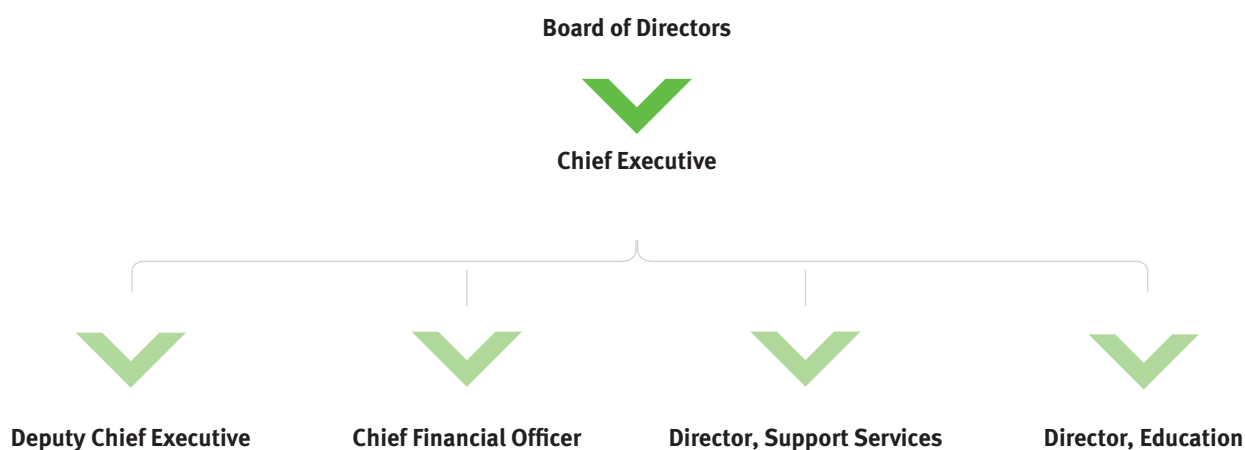 Board of Directors
Chief Executive
Deputy Chief Executive
Chief Financial Officer
Director, Support Services
Director, Education